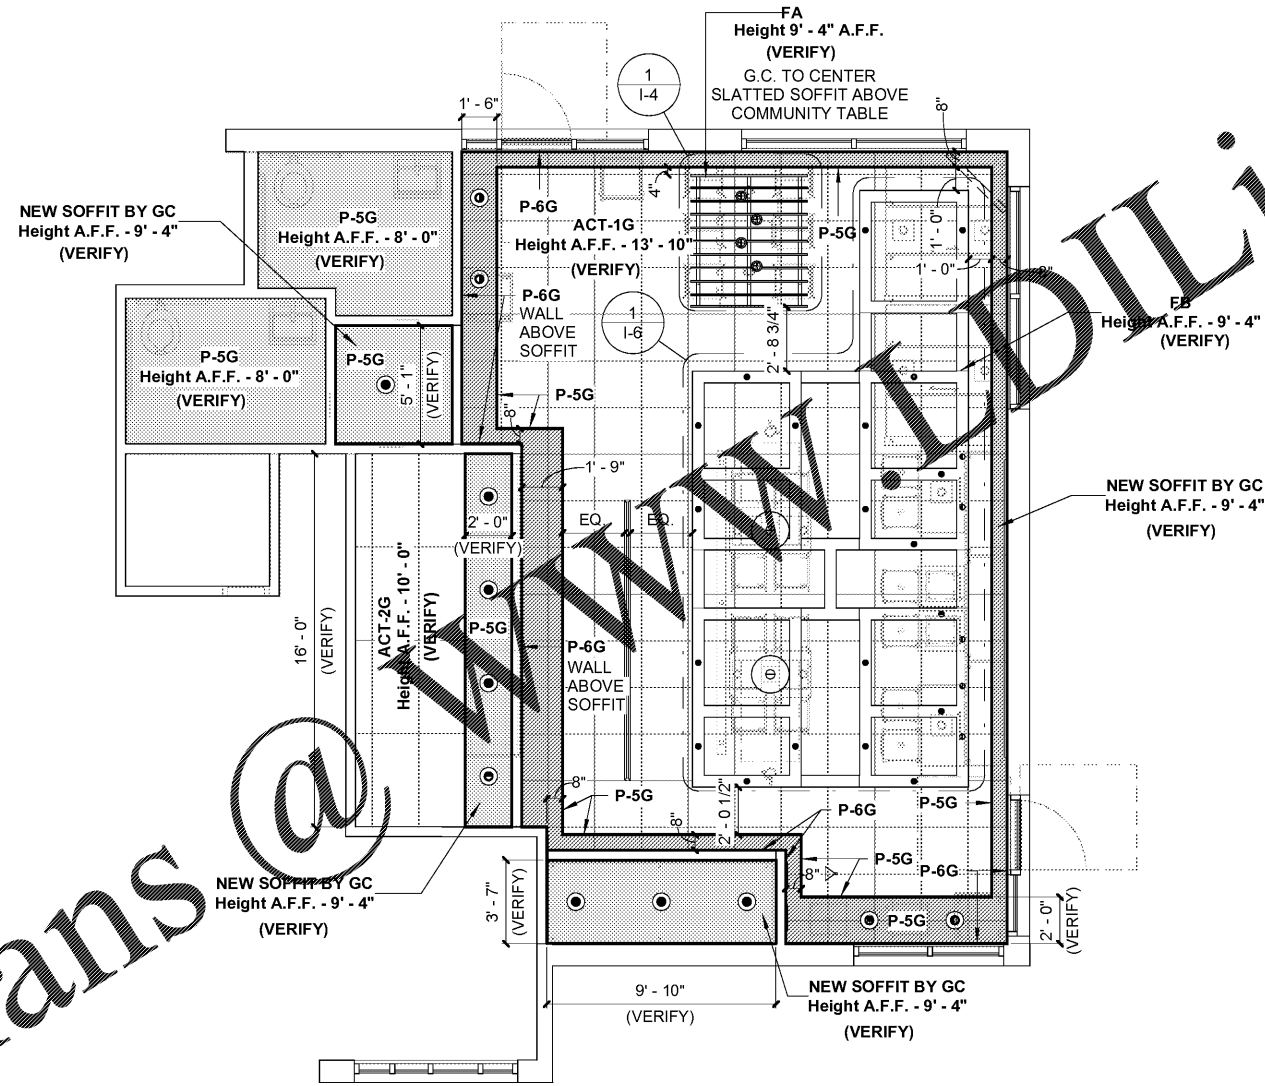 FA
Height 9' - 4" A.F.F.
(VERIFY)
G.C. TO CENTER
SLATTED SOFFIT ABOVE
COMMUNITY TABLE
1
I-4
1' - 6"
8"
NEW SOFFIT BY GC
Height A.F.F. - 9' - 4"
(VERIFY)
P-5G
Height A.F.F. - 8' - 0"
(VERIFY)
4"
P-6G
ACT-1G
Height A.F.F. - 13' - 10"
(VERIFY)
P-5G
1' - 0"
1' - 0"
8"
P-6G
WALL
ABOVE
SOFFIT
1
I-6
2' - 8 3/4"
FB
Height A.F.F. - 9' - 4"
(VERIFY)
P-5G
Height A.F.F. - 8' - 0"
(VERIFY)
P-5G
5' - 1"
(VERIFY)
P-5G
8"
1' - 9"
NEW SOFFIT BY GC
Height A.F.F. - 9' - 4"
(VERIFY)
2' - 0"
(VERIFY)
EQ.
EQ.
16' - 0"
(VERIFY)
ACT-2G
Height A.F.F. - 10' - 0"
(VERIFY)
P-5G
P-6G
WALL
ABOVE
SOFFIT
8"
P-5G
8"
2' - 0 1/2"
P-6G
P-5G
P-5G
P-6G
8"
NEW SOFFIT BY GC
Height A.F.F. - 9' - 4"
(VERIFY)
3' - 7"
(VERIFY)
P-5G
2' - 0"
(VERIFY)
9' - 10"
(VERIFY)
NEW SOFFIT BY GC
Height A.F.F. - 9' - 4"
(VERIFY)
ans @ WWW.LDILi